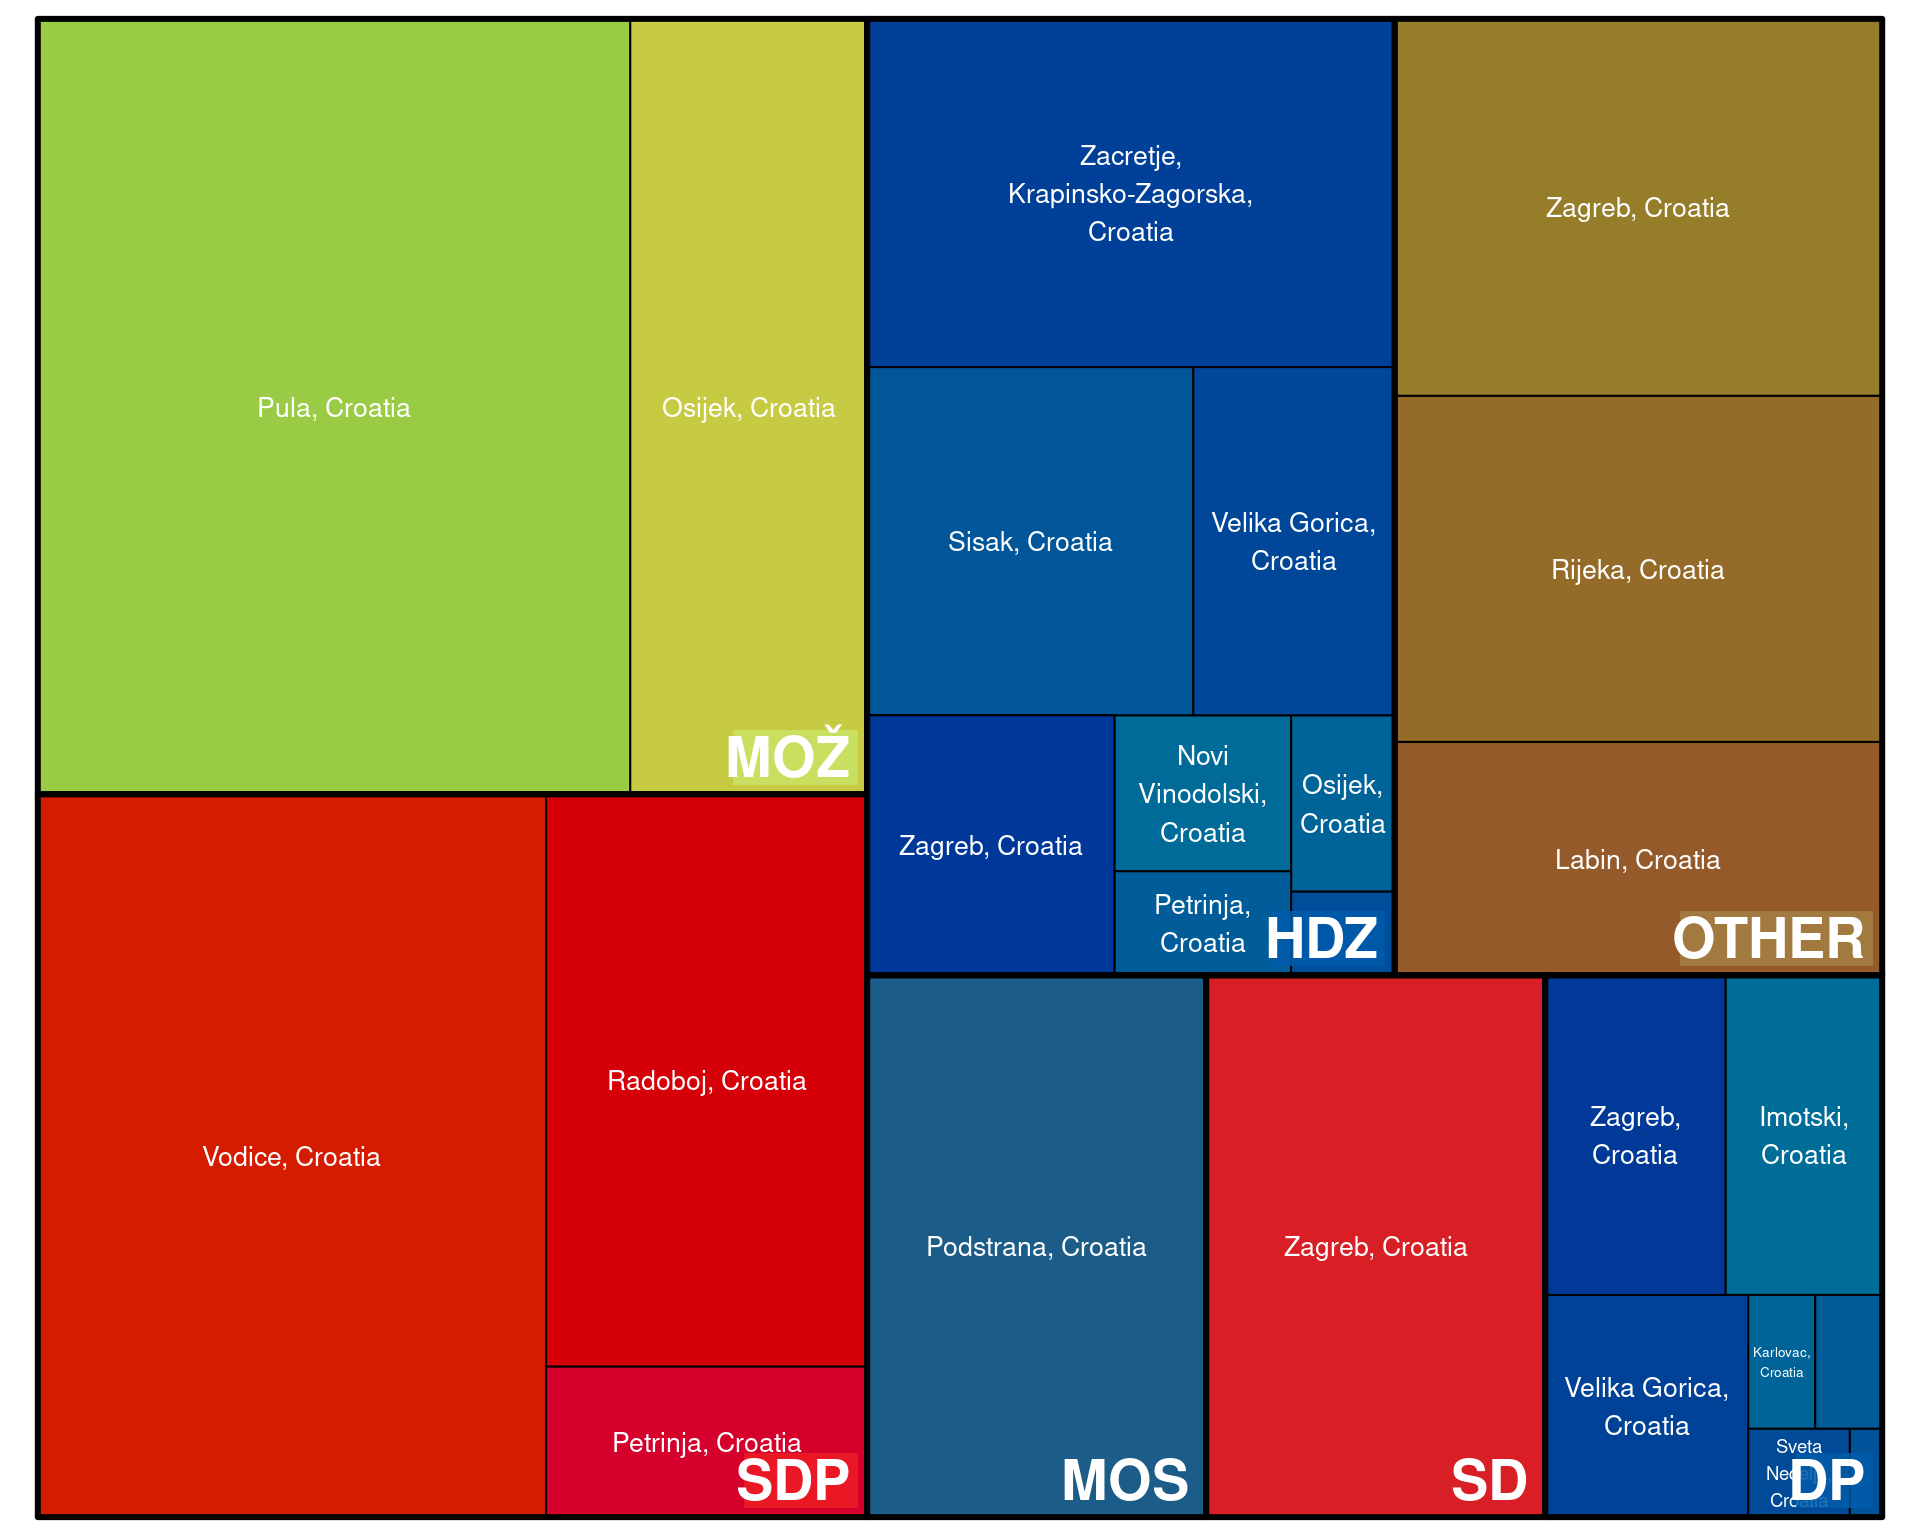 Pula, Croatia
Osijek, Croatia
MOŽ
Vodice, Croatia
Radoboj, Croatia
Petrinja, Croatia
SDP
Zacretje,
Krapinsko-Zagorska,
Croatia
Sisak, Croatia
Velika Gorica,
Croatia
Zagreb, Croatia
Novi
Vinodolski,
Croatia
Osijek,
Croatia
Petrinja,
Croatia
HDZ
Zagreb, Croatia
Rijeka, Croatia
Labin, Croatia
OTHER
Podstrana, Croatia
MOS
Zagreb, Croatia
SD
Zagreb,
Croatia
Imotski,
Croatia
Velika Gorica,
Croatia
Karlovac,
Croatia
Sveta
Croatia
DP